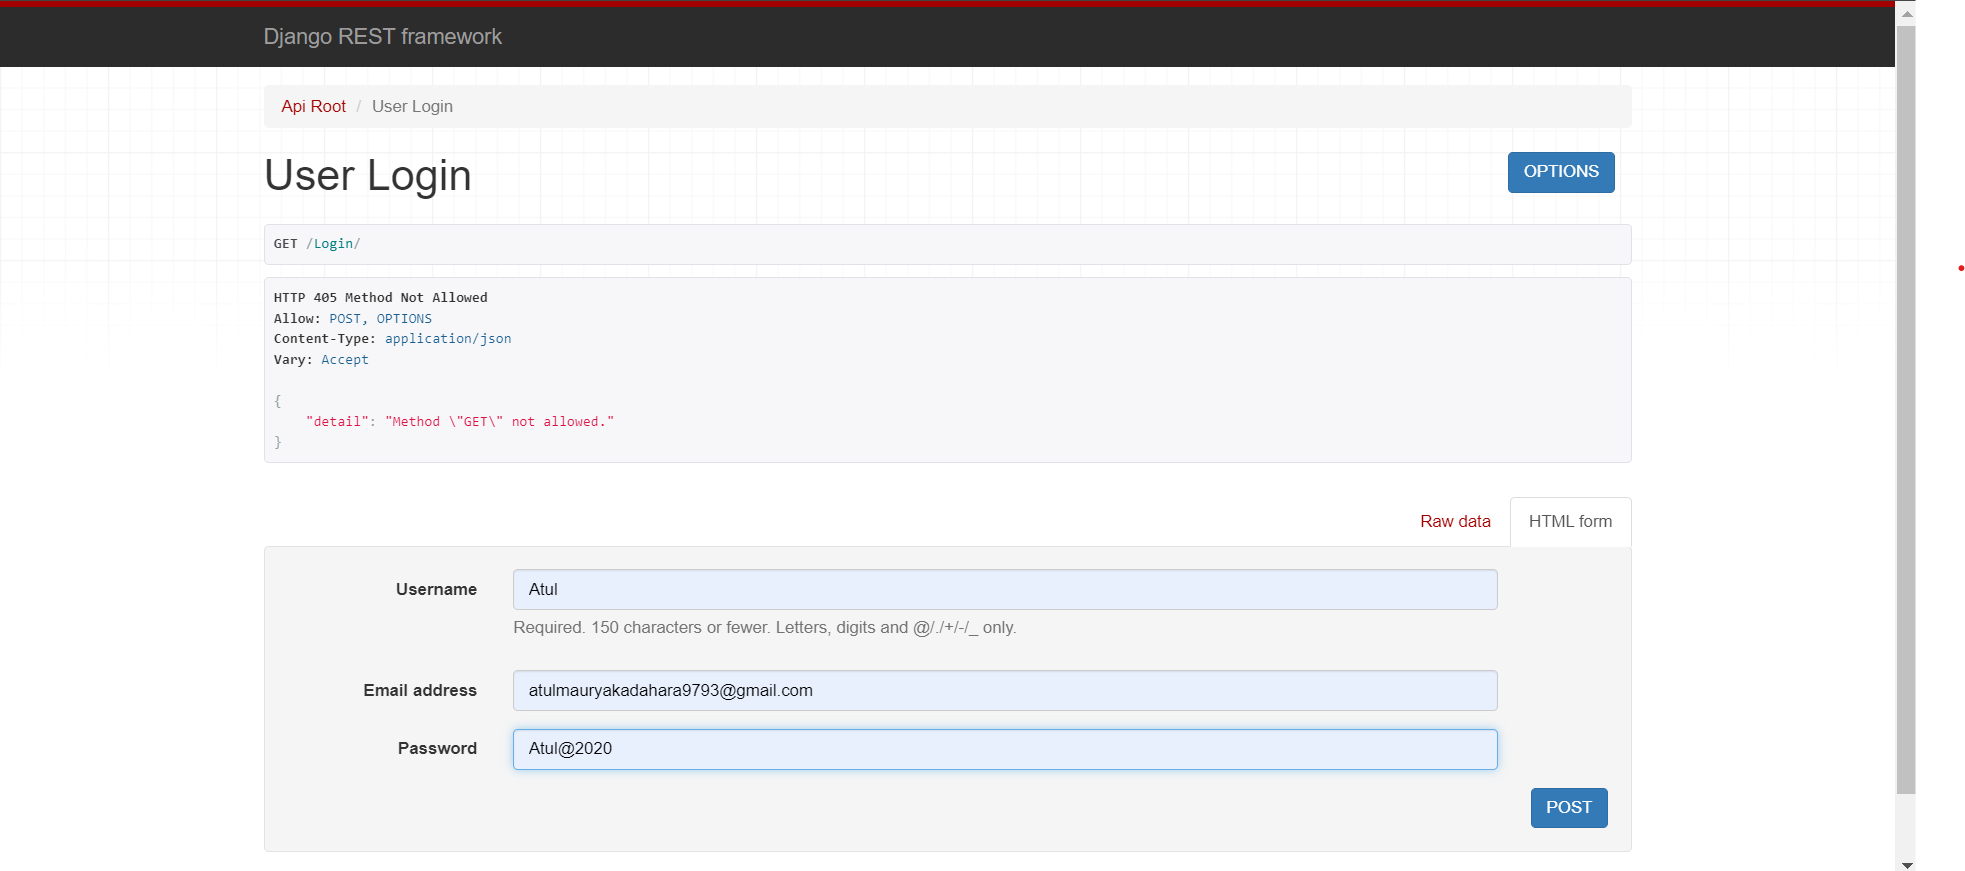 Django REST framework
Api Root / User Login
User Login
OPTIONS
GET /Login/
HTTP 405 Method Not Allowed
Allow: POST, OPTIONS
Content-Type: application/json
Vary: Accept
{
"detail": "Method \"GET\" not allowed."
}
Raw data
HTML form
Username
Atul
Required. 150 characters or fewer. Letters, digits and @/./+/-/_ only.
Email address
atulmauryakadahara9793@gmail.com
Password
Atul@2020
POST